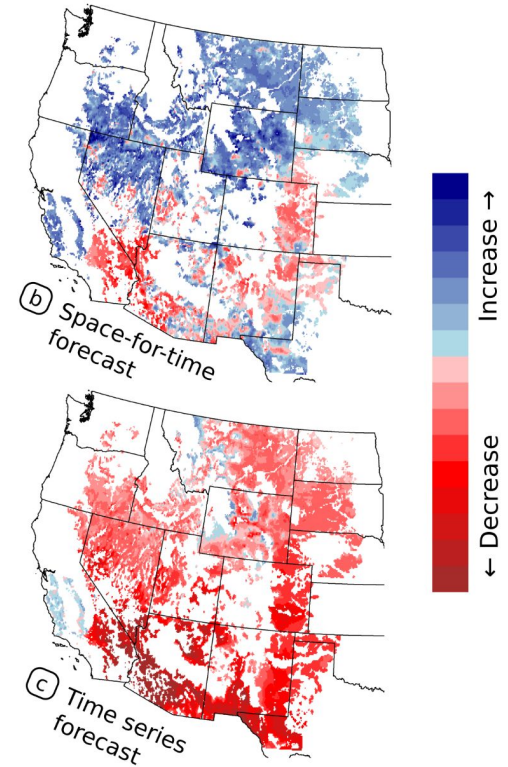 b Space-for-time
forecast
Increase →
← Decrease
c Time series
forecast